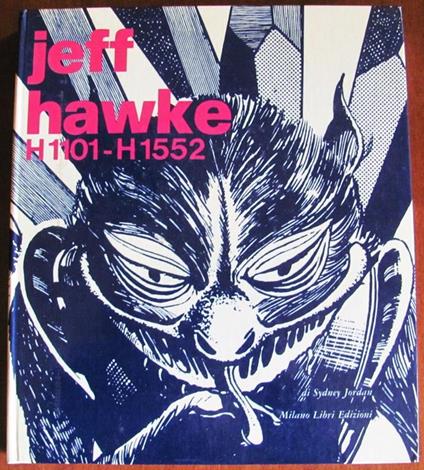 jeff
hawke
H1101-H1552
di Sydney Jordan
Milano Libri Edizioni